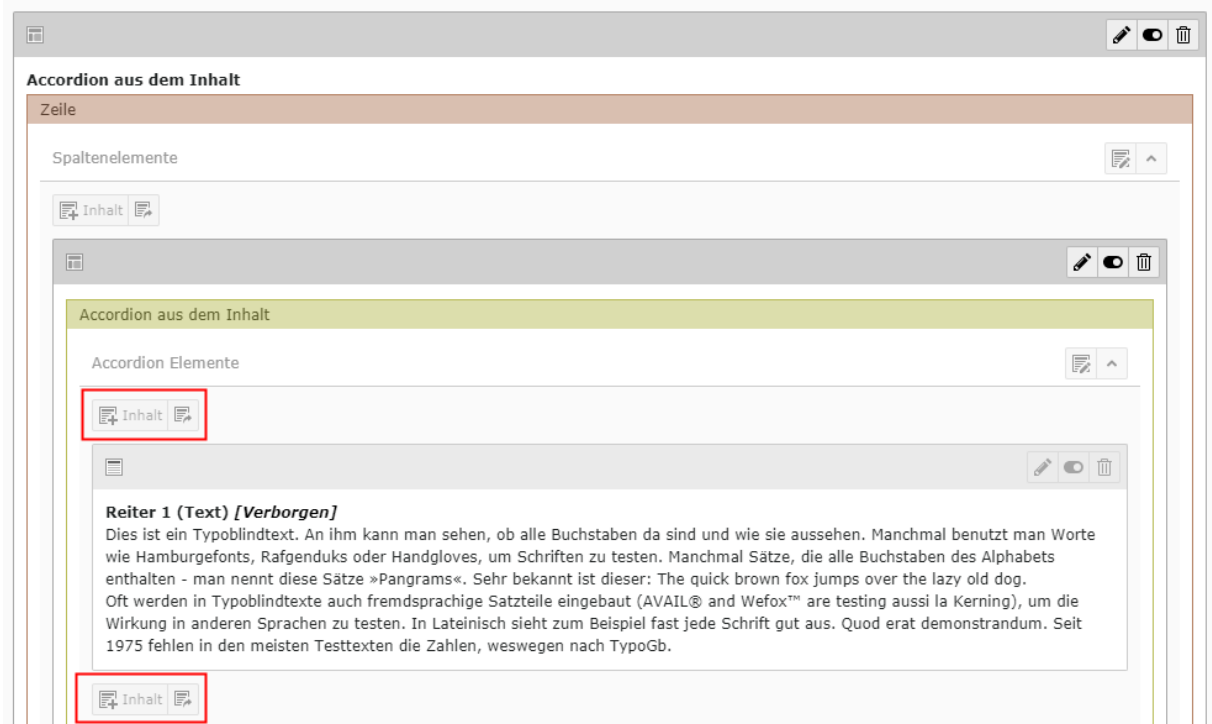 Accordion aus dem Inhalt
Zeile
Spaltenelemente
Inhalt
Accordion aus dem Inhalt
Accordion Elemente
Inhalt
Reiter 1 (Text) [Verborgen]
Dies ist ein Typoblindtext. An ihm kann man sehen, ob alle Buchstaben da sind und wie sie aussehen. Manchmal benutzt man Worte
wie Hamburgefonts, Rafgenduks oder Handgloves, um Schriften zu testen. Manchmal Sätze, die alle Buchstaben des Alphabets
enthalten - man nennt diese Sätze »Pangrams«. Sehr bekannt ist dieser: The quick brown fox jumps over the lazy old dog.
Oft werden in Typoblindtexte auch fremdsprachige Satzteile eingebaut (AVAIL® and Wefox™ are testing aussi la Kerning), um die
Wirkung in anderen Sprachen zu testen. In Lateinisch sieht zum Beispiel fast jede Schrift gut aus. Quod erat demonstrandum. Seit
1975 fehlen in den meisten Testtexten die Zahlen, weswegen nach TypoGb.
Inhalt